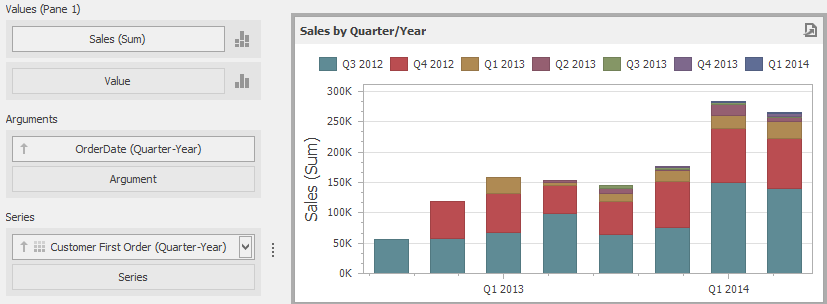 Values (Pane 1)
Sales (Sum)
Value
Arguments
OrderDate (Quarter-Year)
Argument
Series
Customer First Order (Quarter-Year)
Series
Sales by Quarter/Year
Q3 2012 Q4 2012 Q1 2013 Q2 2013 Q3 2013 Q4 2013 Q1 2014
Sales (Sum)
300K
250K
200K
150K
100K
50K
0K
Q1 2013 Q1 2014